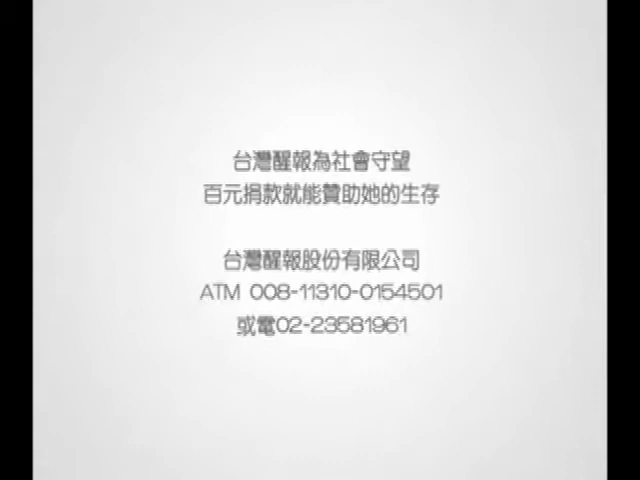 台灣醒報為社會守望
百元捐款就能贊助她的生存
台灣醒報股份有限公司
ATM 008-11310-0154501
或電02-23581961